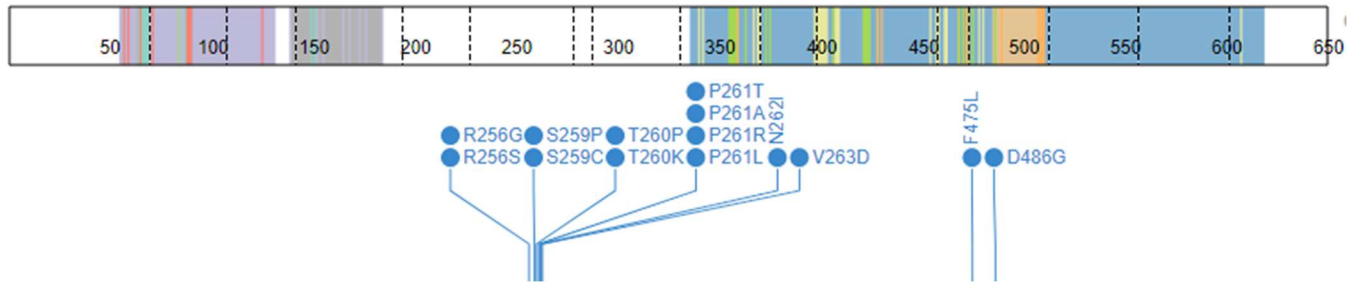 50 100 150 200 250 300 350 400 450 500 550 600 650
P261T
P261A N262I F475L
R256G S259P T260P P261R
R256S S259C T260K P261L V263D D486G